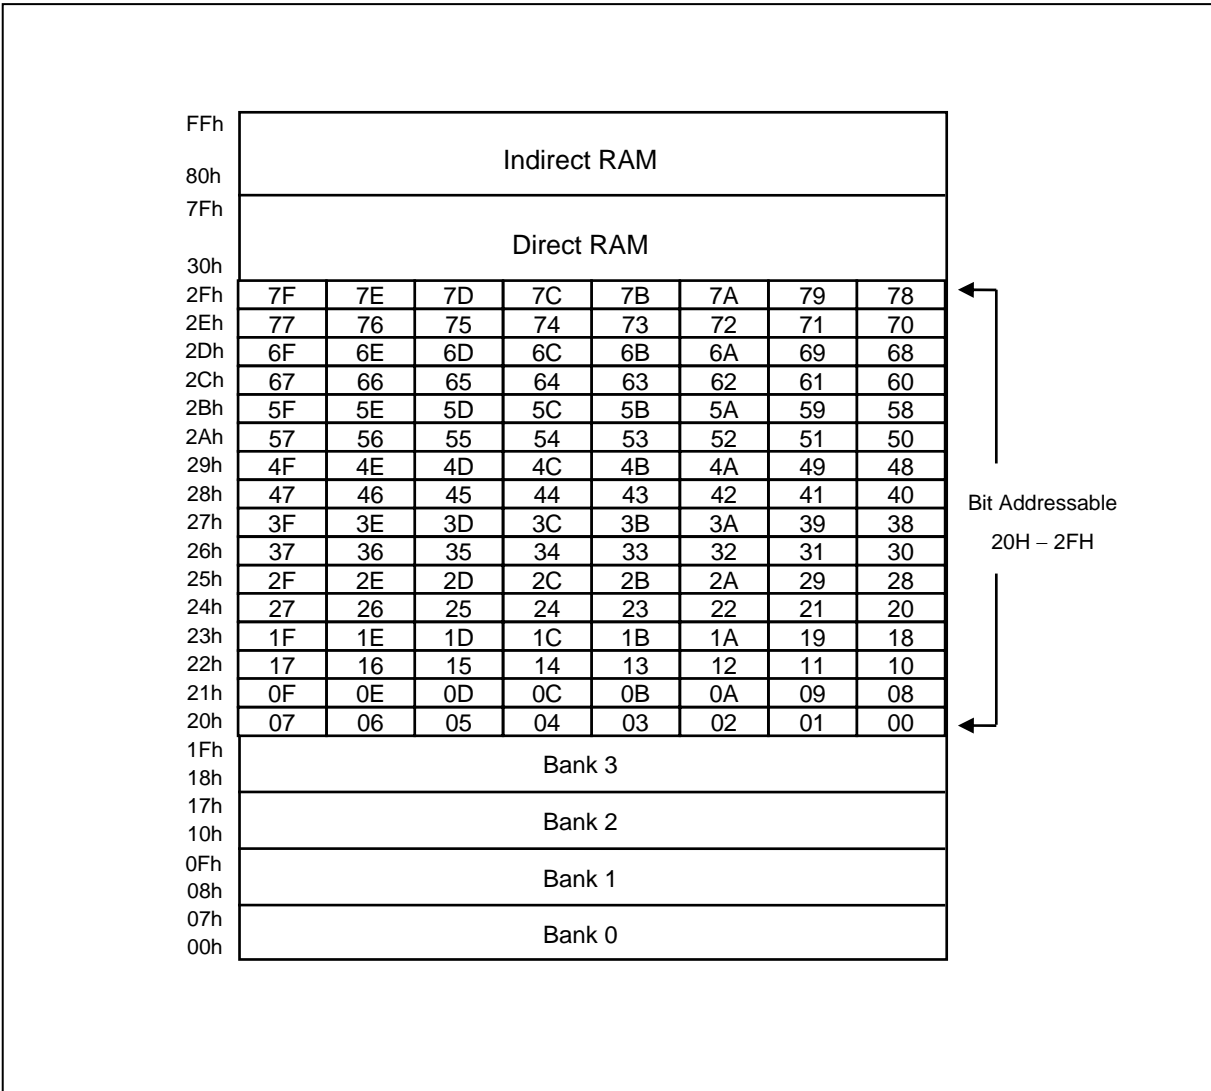 FFh
Indirect RAM
80h
7Fh
Direct RAM
30h
2Fh 7F 7E 7D 7C 7B 7A 79 78
2Eh 77 76 75 74 73 72 71 70
2Dh 6F 6E 6D 6C 6B 6A 69 68
2Ch 67 66 65 64 63 62 61 60
2Bh 5F 5E 5D 5C 5B 5A 59 58
2Ah 57 56 55 54 53 52 51 50
29h 4F 4E 4D 4C 4B 4A 49 48
28h 47 46 45 44 43 42 41 40
27h 3F 3E 3D 3C 3B 3A 39 38
26h 37 36 35 34 33 32 31 30
25h 2F 2E 2D 2C 2B 2A 29 28
24h 27 26 25 24 23 22 21 20
23h 1F 1E 1D 1C 1B 1A 19 18
22h 17 16 15 14 13 12 11 10
21h 0F 0E 0D 0C 0B 0A 09 08
20h 07 06 05 04 03 02 01 00
Bit Addressable
20H – 2FH
1Fh
Bank 3
18h
17h
Bank 2
10h
0Fh
Bank 1
08h
07h
Bank 0
00h